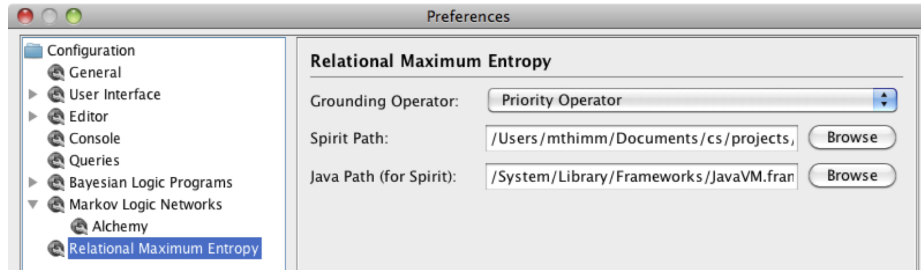 Preferences
Configuration
General
User Interface
Editor
Console
Queries
Bayesian Logic Programs
Markov Logic Networks
Alchemy
Relational Maximum Entropy
Relational Maximum Entropy
Grounding Operator: Priority Operator
Spirit Path: /Users/mthimm/Documents/cs/projects, Browse
Java Path (for Spirit): /System/Library/Frameworks/JavaVM.fran Browse